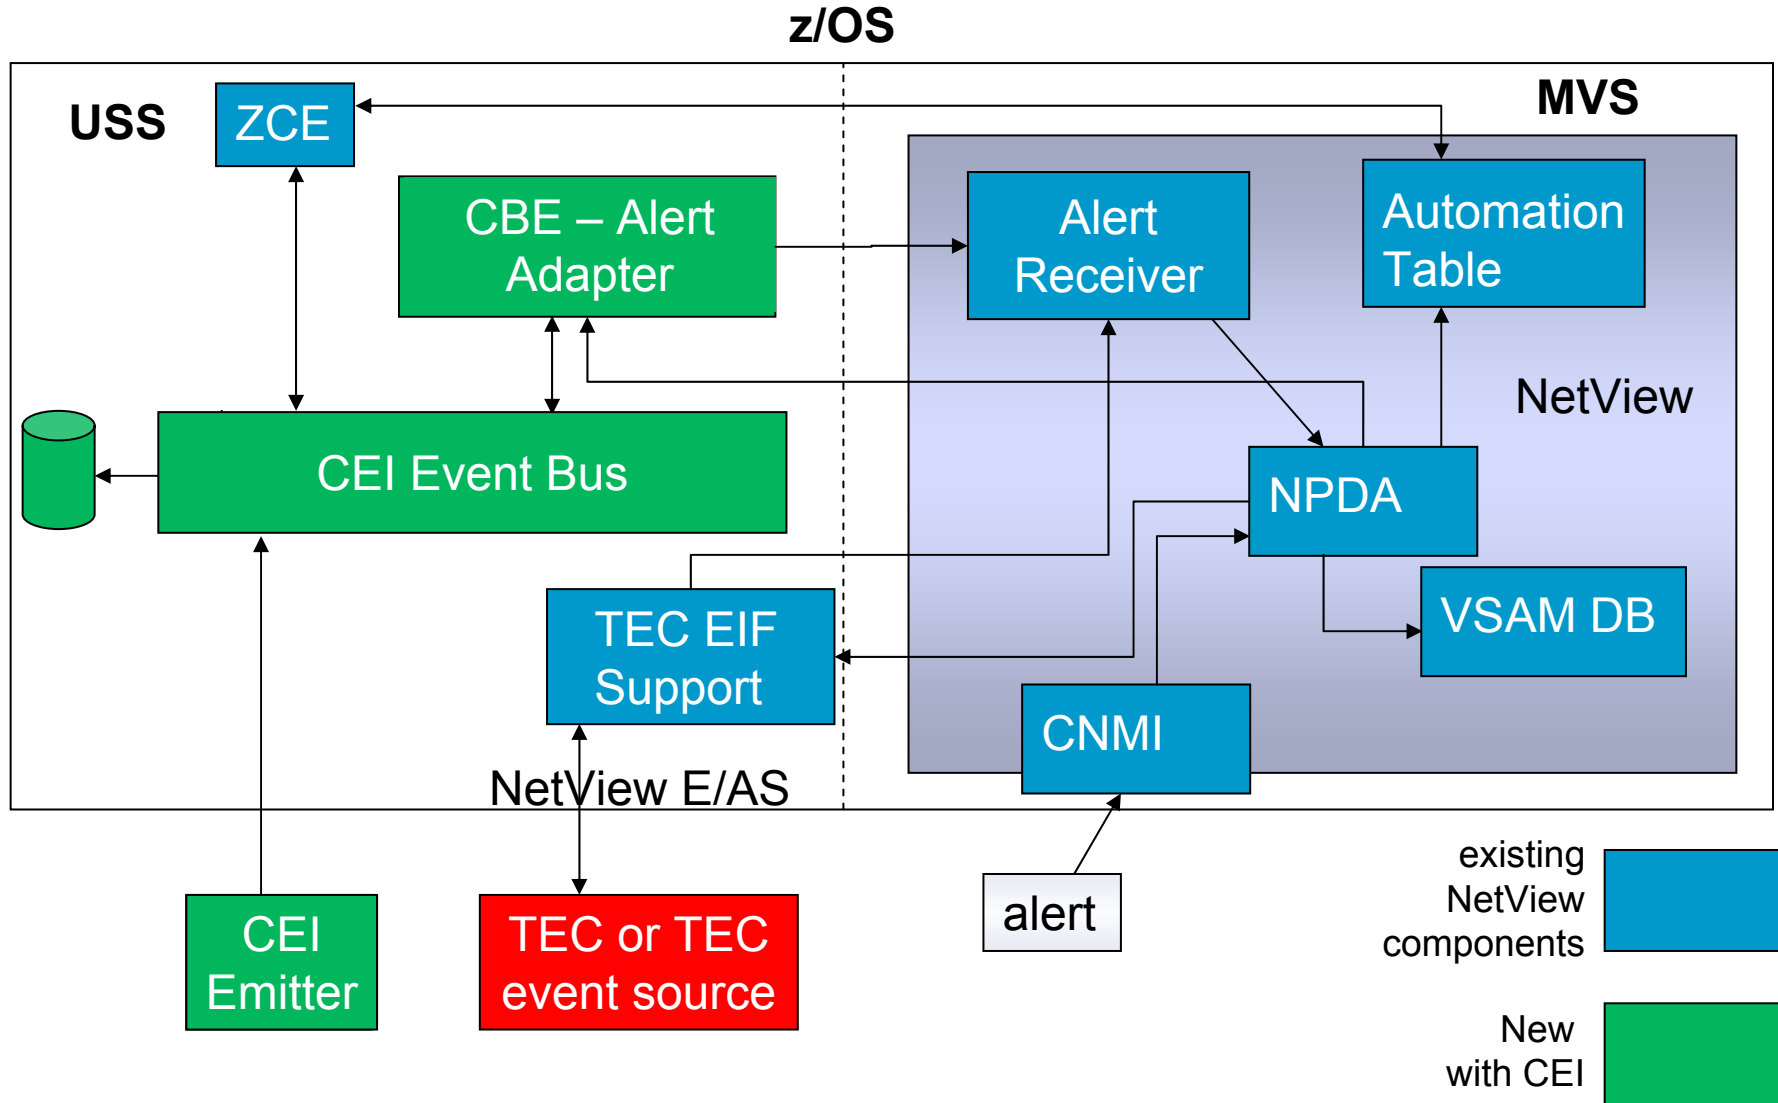 z/OS
USS
MVS
ZCE
CBE – Alert
Adapter
Alert
Receiver
Automation
Table
NetView
CEI Event Bus
NPDA
TEC EIF
Support
VSAM DB
CNMI
NetView E/AS
CEI
Emitter
TEC or TEC
event source
alert
existing
NetView
components
New
with CEI